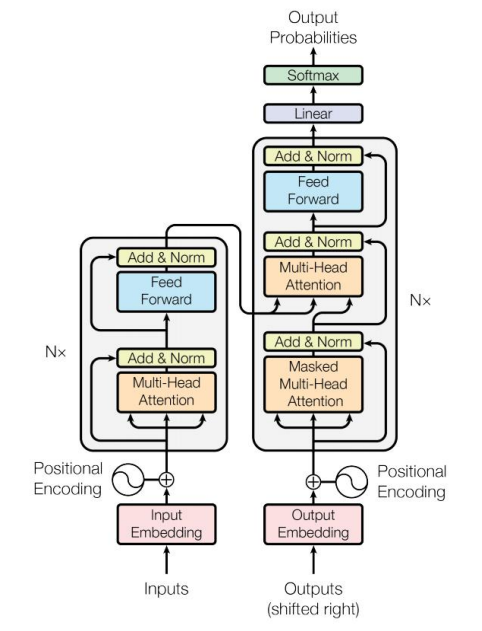 Output
Probabilities
Softmax
Linear
Add & Norm
Feed
Forward
Add & Norm
Multi-Head
Attention
Add & Norm
Masked
Multi-Head
Attention
Nx
Add & Norm
Feed
Forward
Add & Norm
Multi-Head
Attention
N×
Positional
Encoding
Positional
Encoding
Input
Embedding
Output
Embedding
Inputs
Outputs
(shifted right)